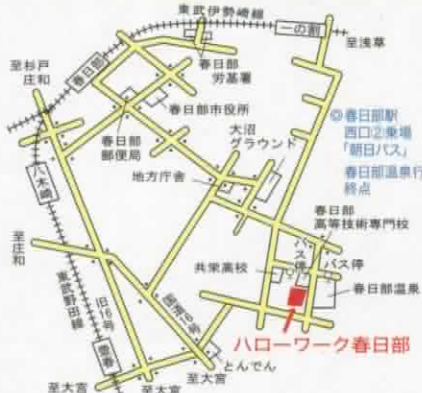 東武伊勢崎線
一の割
至浅草
至杉戸
庄和
春日部
春日部
労基署
春日部市役所
春日部
郵便局
大沼
グラウンド
地方庁舎
◎春日部駅
西口②乗場
「朝日バス」
春日部温泉行
終点
八木崎
春日部
高等技術専門校
バス停
バス停
共栄高校
春日部温泉
至庄和
東武野田線
旧16号
国道16号
豊春
ハローワーク春日部
とんでん
至大宮
至大宮
至大宮